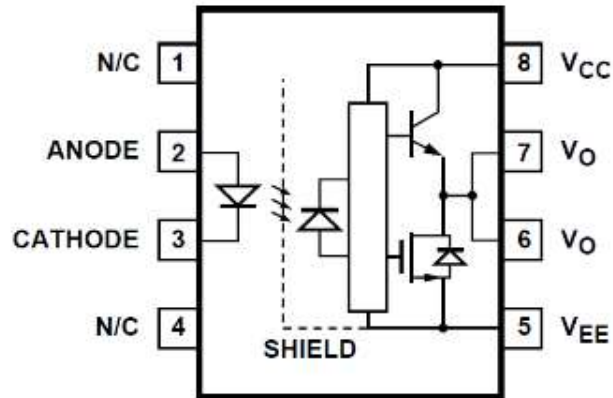 N/C 1
ANODE 2
CATHODE 3
N/C 4
SHIELD
8 VCC
7 VO
6 VO
5 VEE